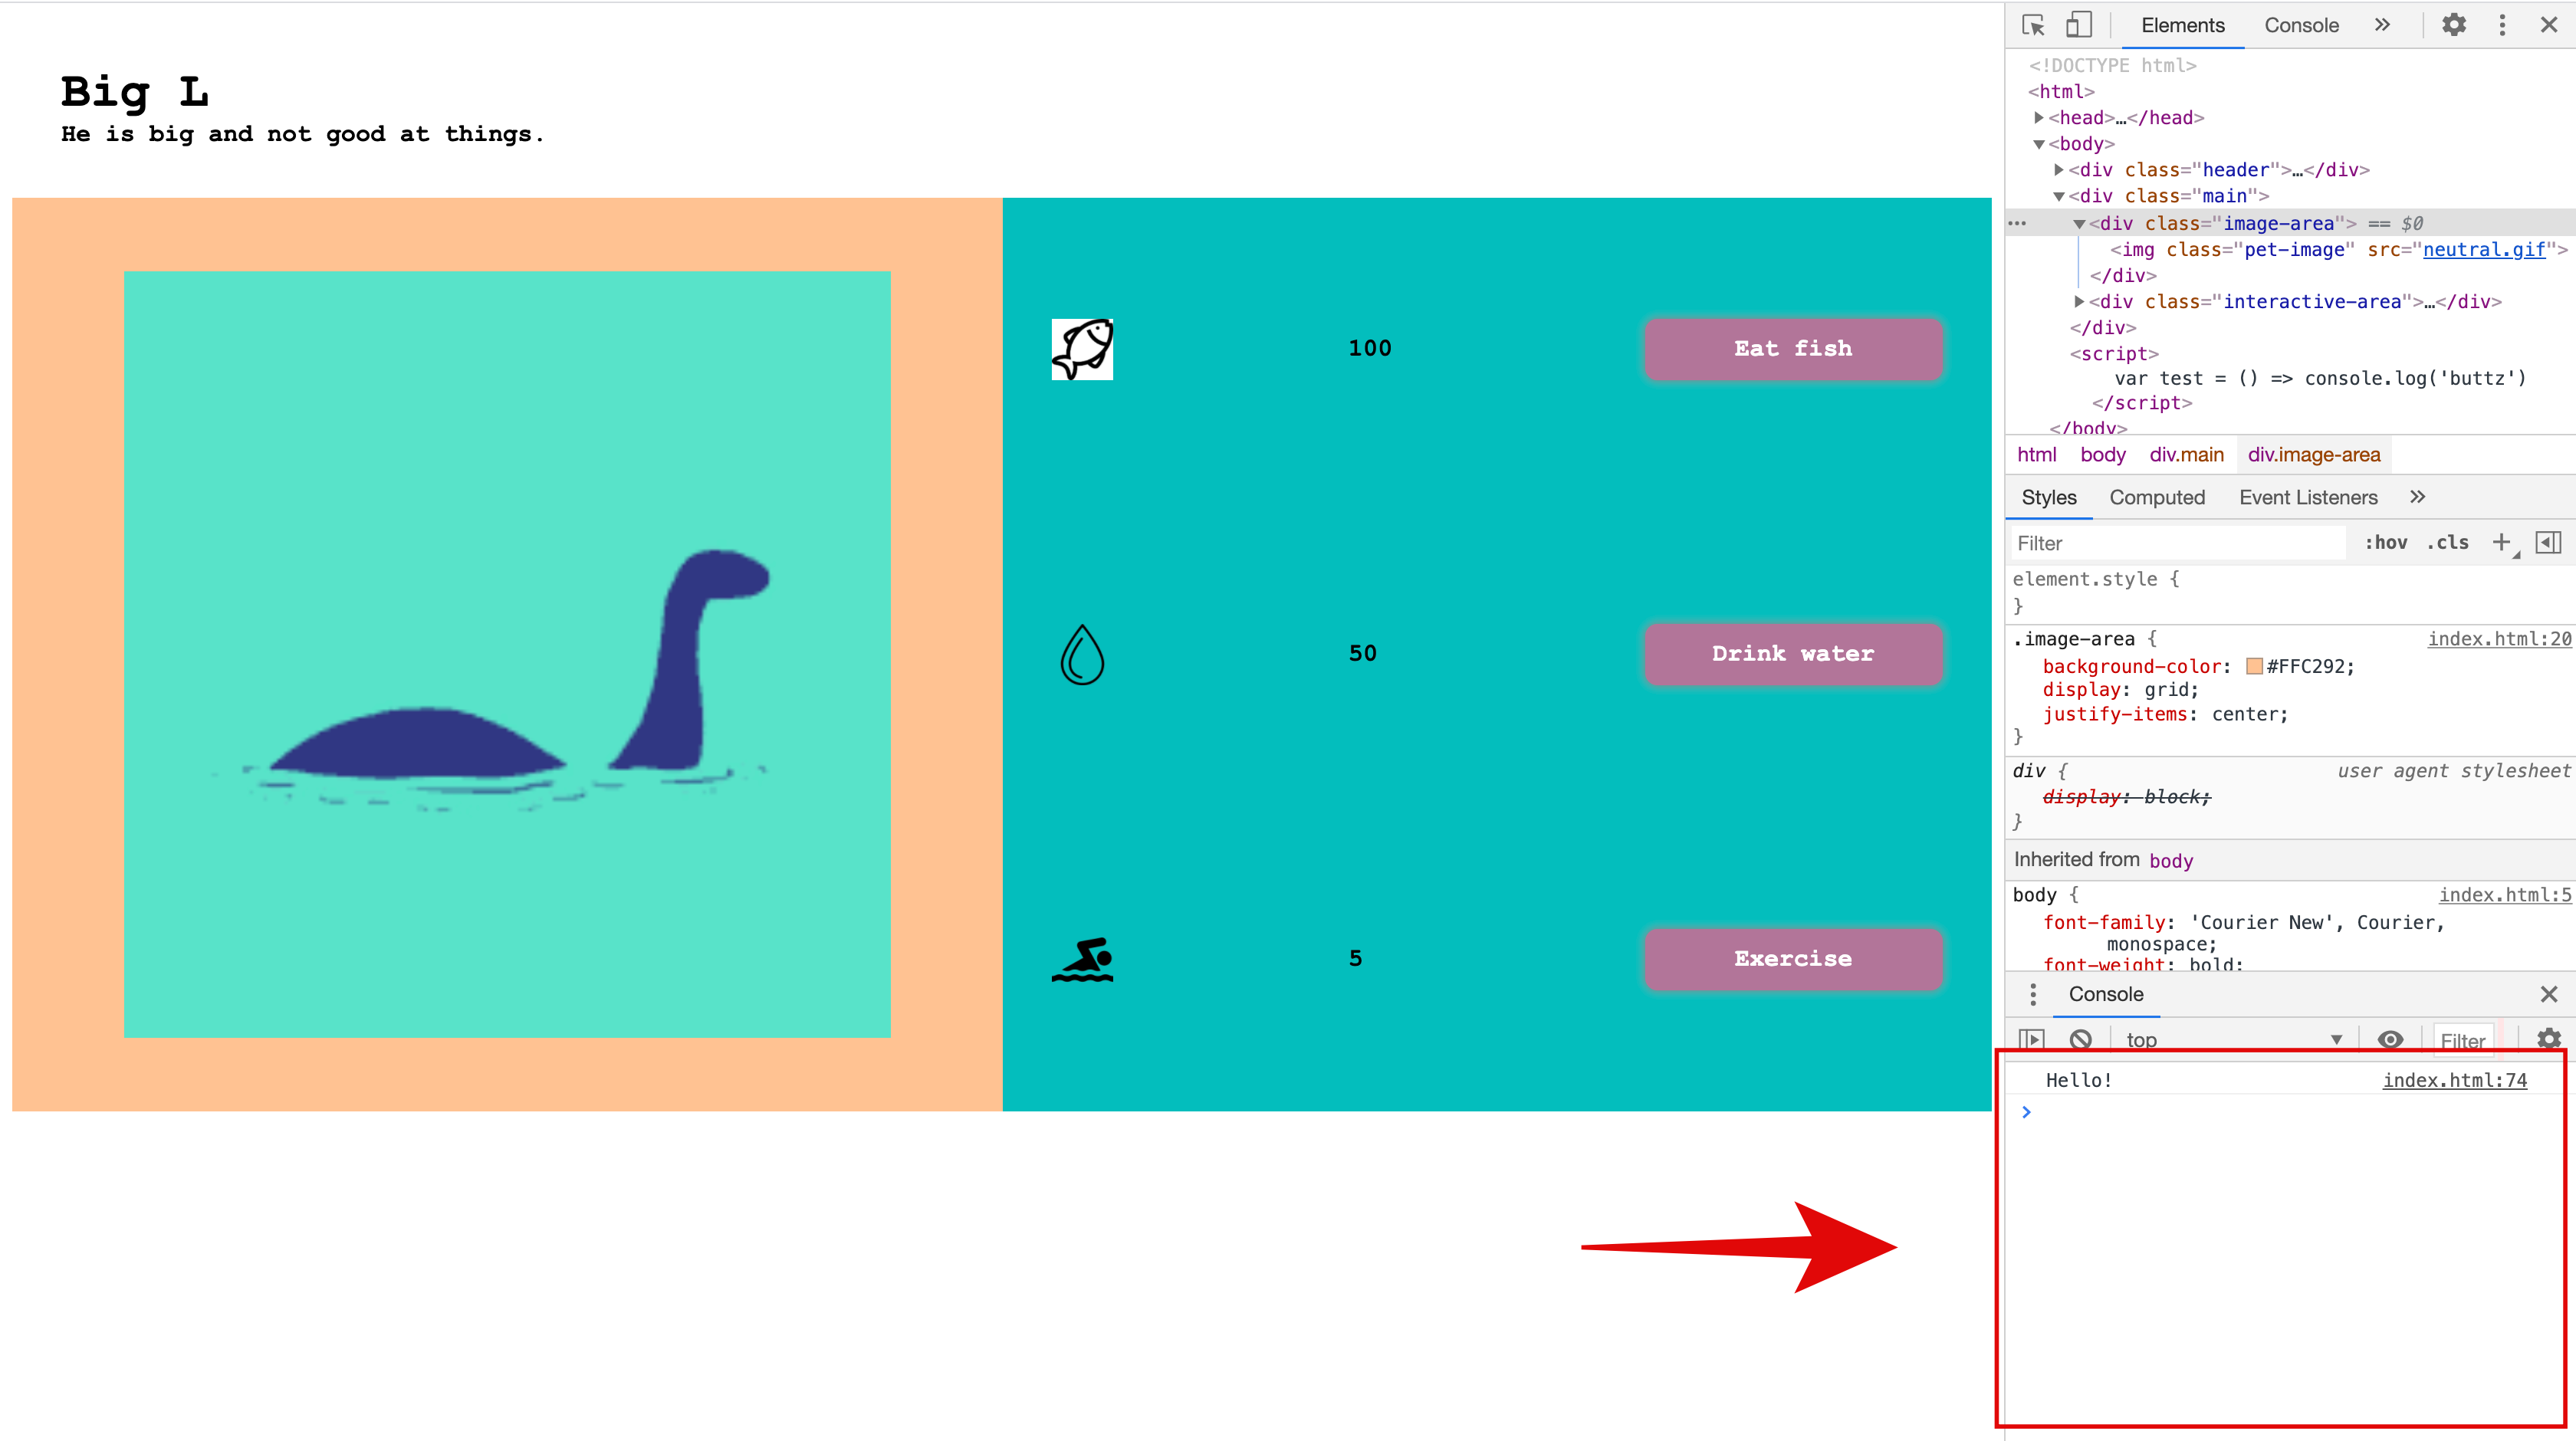 Big L
He is big and not good at things.
100
Eat fish
50
Drink water
5
Exercise
Elements Console »
<!DOCTYPE html>
<html>
<head>…</head>
<body>
<div class="header">…</div>
<div class="main">
<div class="image-area"> == $0
<img class="pet-image" src="neutral.gif">
</div>
<div class="interactive-area">…</div>
</div>
<script>
var test = () => console.log('buttz')
</script>
</body>
html body div.main div.image-area
Styles Computed Event Listeners »
Filter :hov .cls +
element.style {
}
.image-area { index.html:20
background-color: #FFC292;
display: grid;
justify-items: center;
}
div { user agent stylesheet
display: block;
}
Inherited from body
body { index.html:5
font-family: 'Courier New', Courier,
monospace;
font-weight: bold;
Console
top Filter
Hello! index.html:74
>